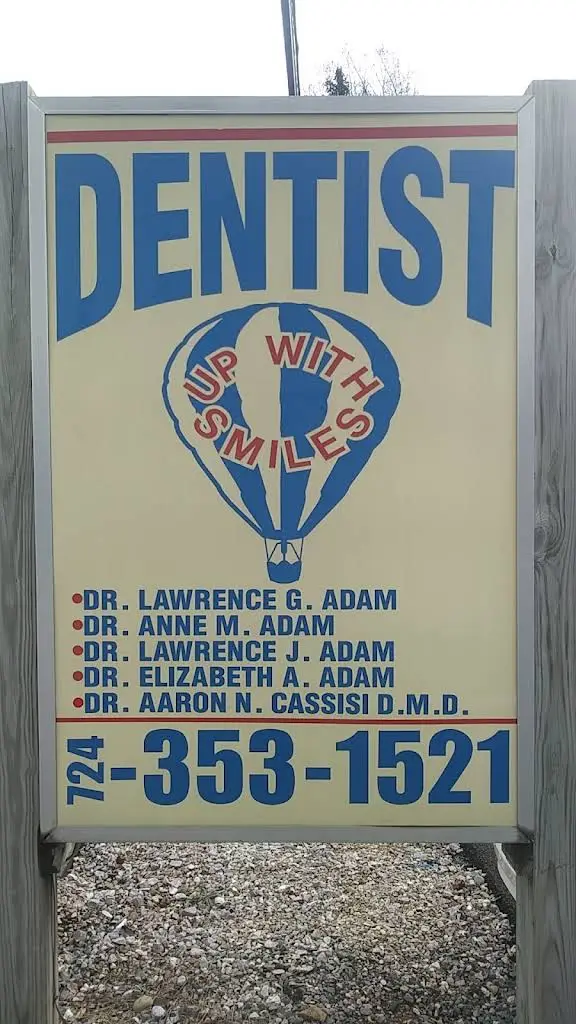 DENTIST
UP WITH
SMILES
•DR. LAWRENCE G. ADAM
•DR. ANNE M. ADAM
•DR. LAWRENCE J. ADAM
•DR. ELIZABETH A. ADAM
•DR. AARON N. CASSISI D.M.D.
724-353-1521